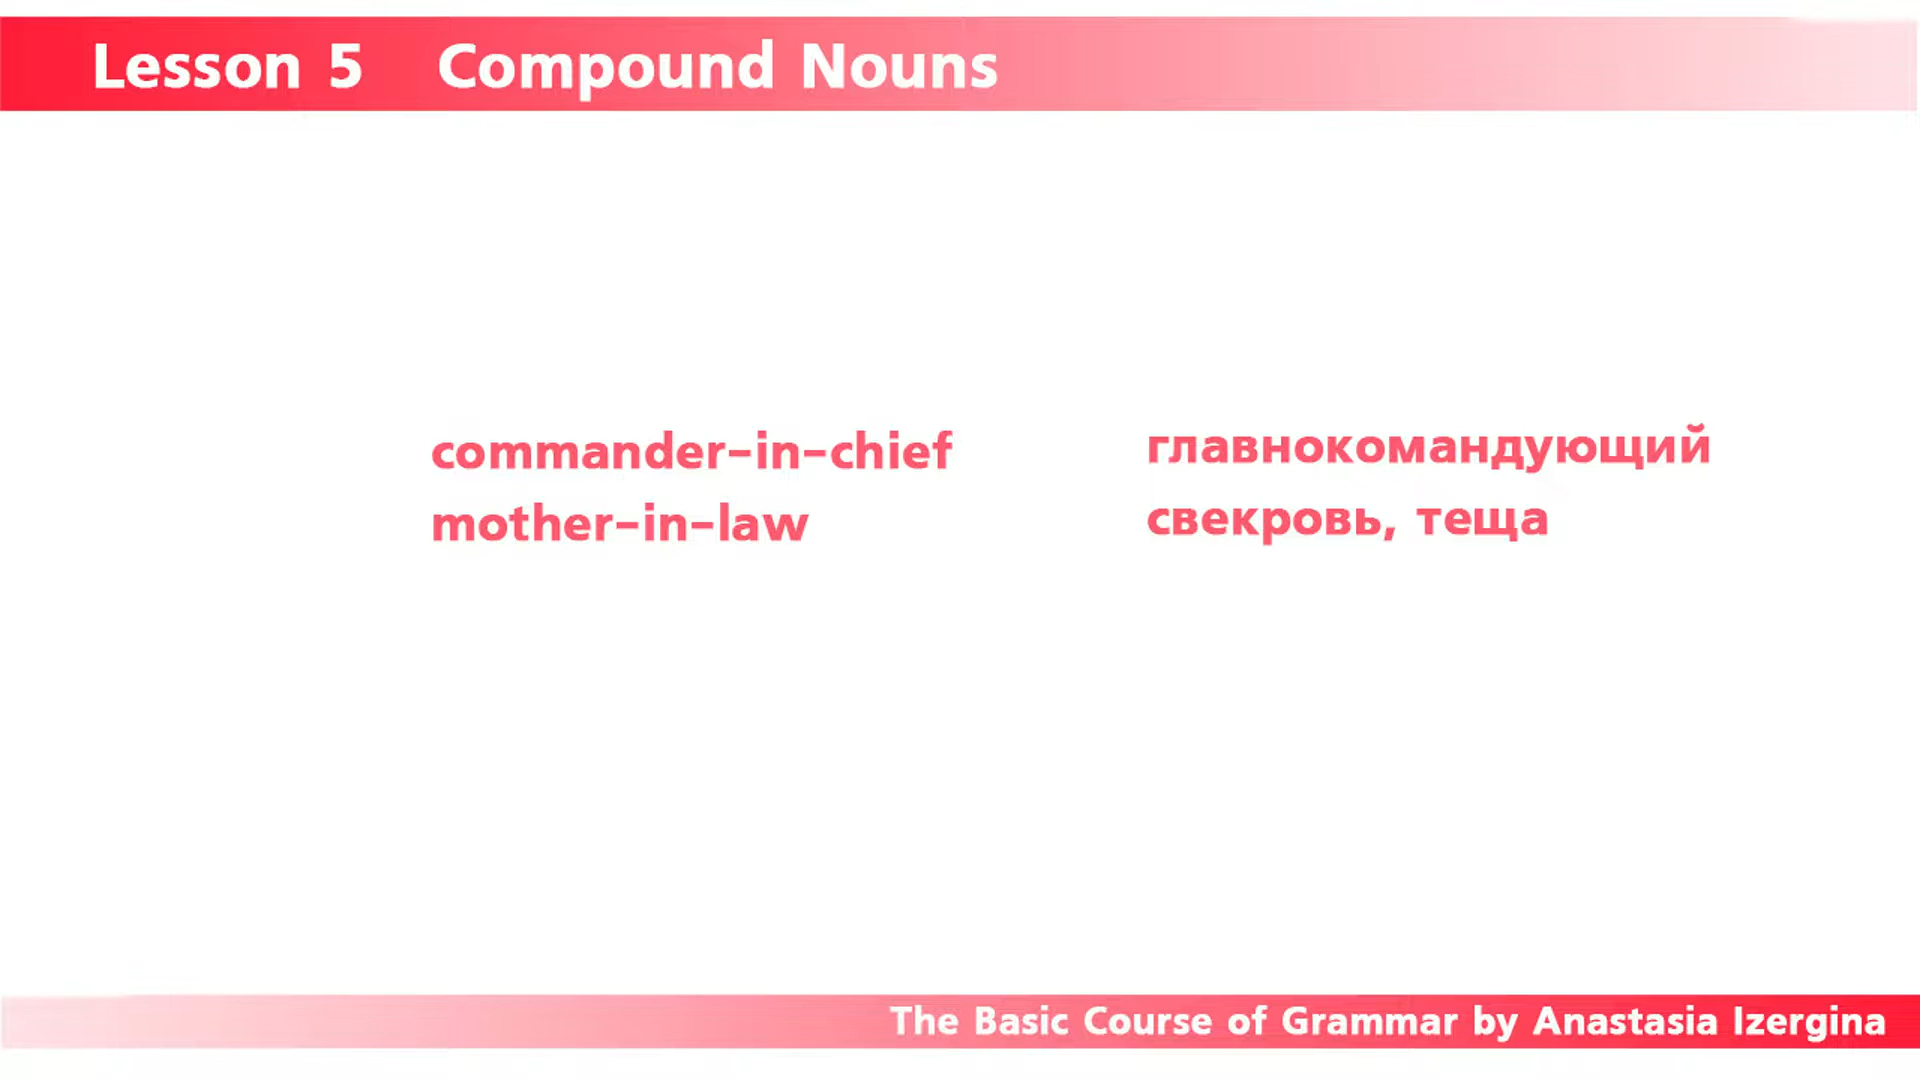 Lesson 5 Compound Nouns
commander-in-chief главнокомандующий
mother-in-law свекровь, теща
The Basic Course of Grammar by Anastasia Izergina